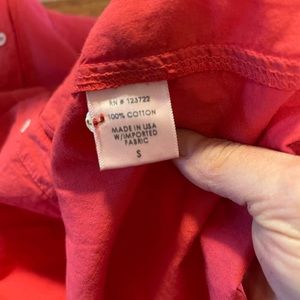 RN # 123722
100% COTTON
MADE IN USA
W/IMPORTED
FABRIC
S